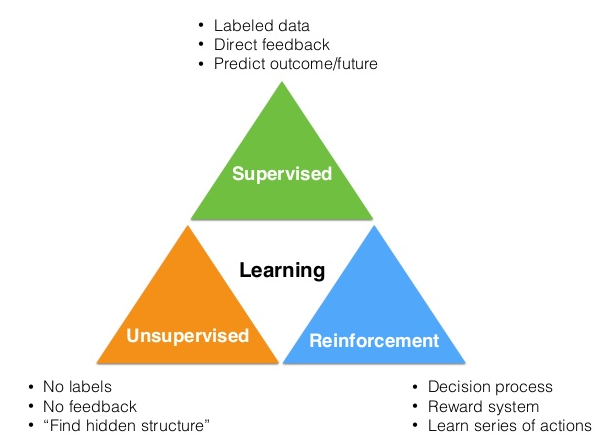 • Labeled data
• Direct feedback
• Predict outcome/future
Supervised
Learning
Unsupervised
Reinforcement
• No labels
• No feedback
• “Find hidden structure”
• Decision process
• Reward system
• Learn series of actions